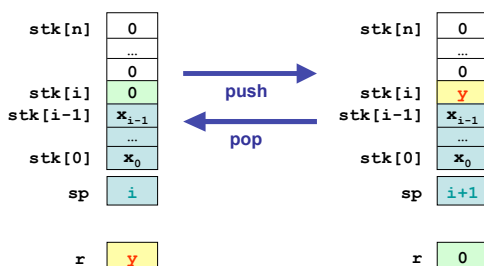 stk[n] 0
…
0
stk[i] 0
stk[i-1] xi-1
…
stk[0] x0
sp i
r y
push
pop
stk[n] 0
…
0
stk[i] y
stk[i-1] xi-1
…
stk[0] x0
sp i+1
r 0